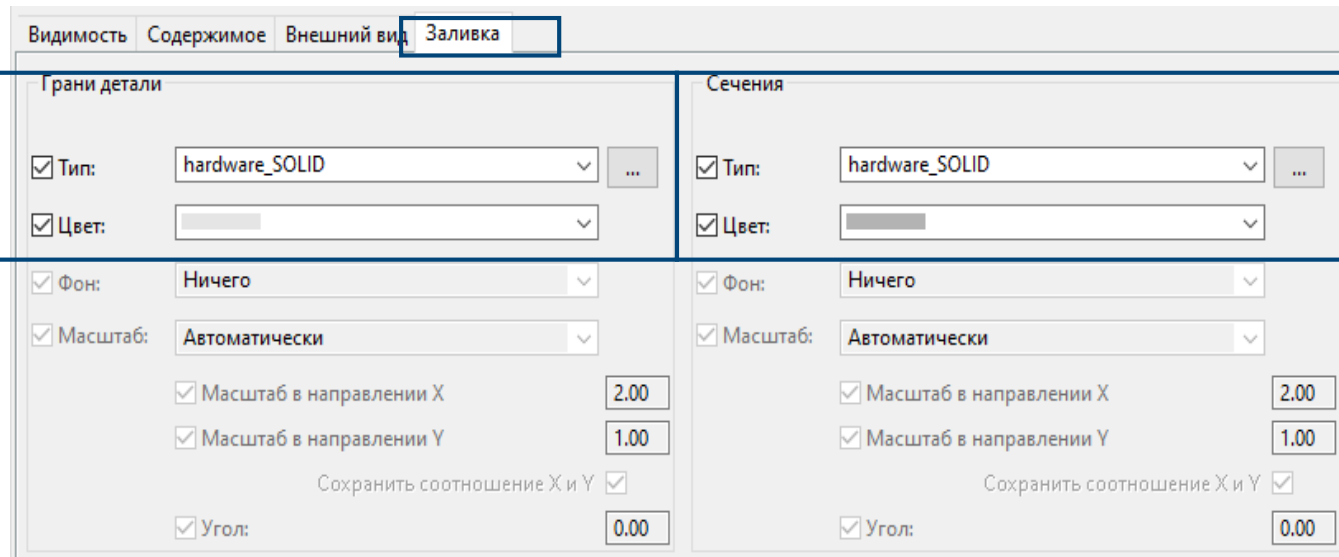 Видимость Содержимое Внешний вид Заливка
Грани детали
Тип: hardware_SOLID ...
Цвет:
Фон: Ничего
Масштаб: Автоматически
Масштаб в направлении X 2.00
Масштаб в направлении Y 1.00
Сохранить соотношение X и Y
Угол: 0.00
Сечения
Тип: hardware_SOLID ...
Цвет:
Фон: Ничего
Масштаб: Автоматически
Масштаб в направлении X 2.00
Масштаб в направлении Y 1.00
Сохранить соотношение X и Y
Угол: 0.00